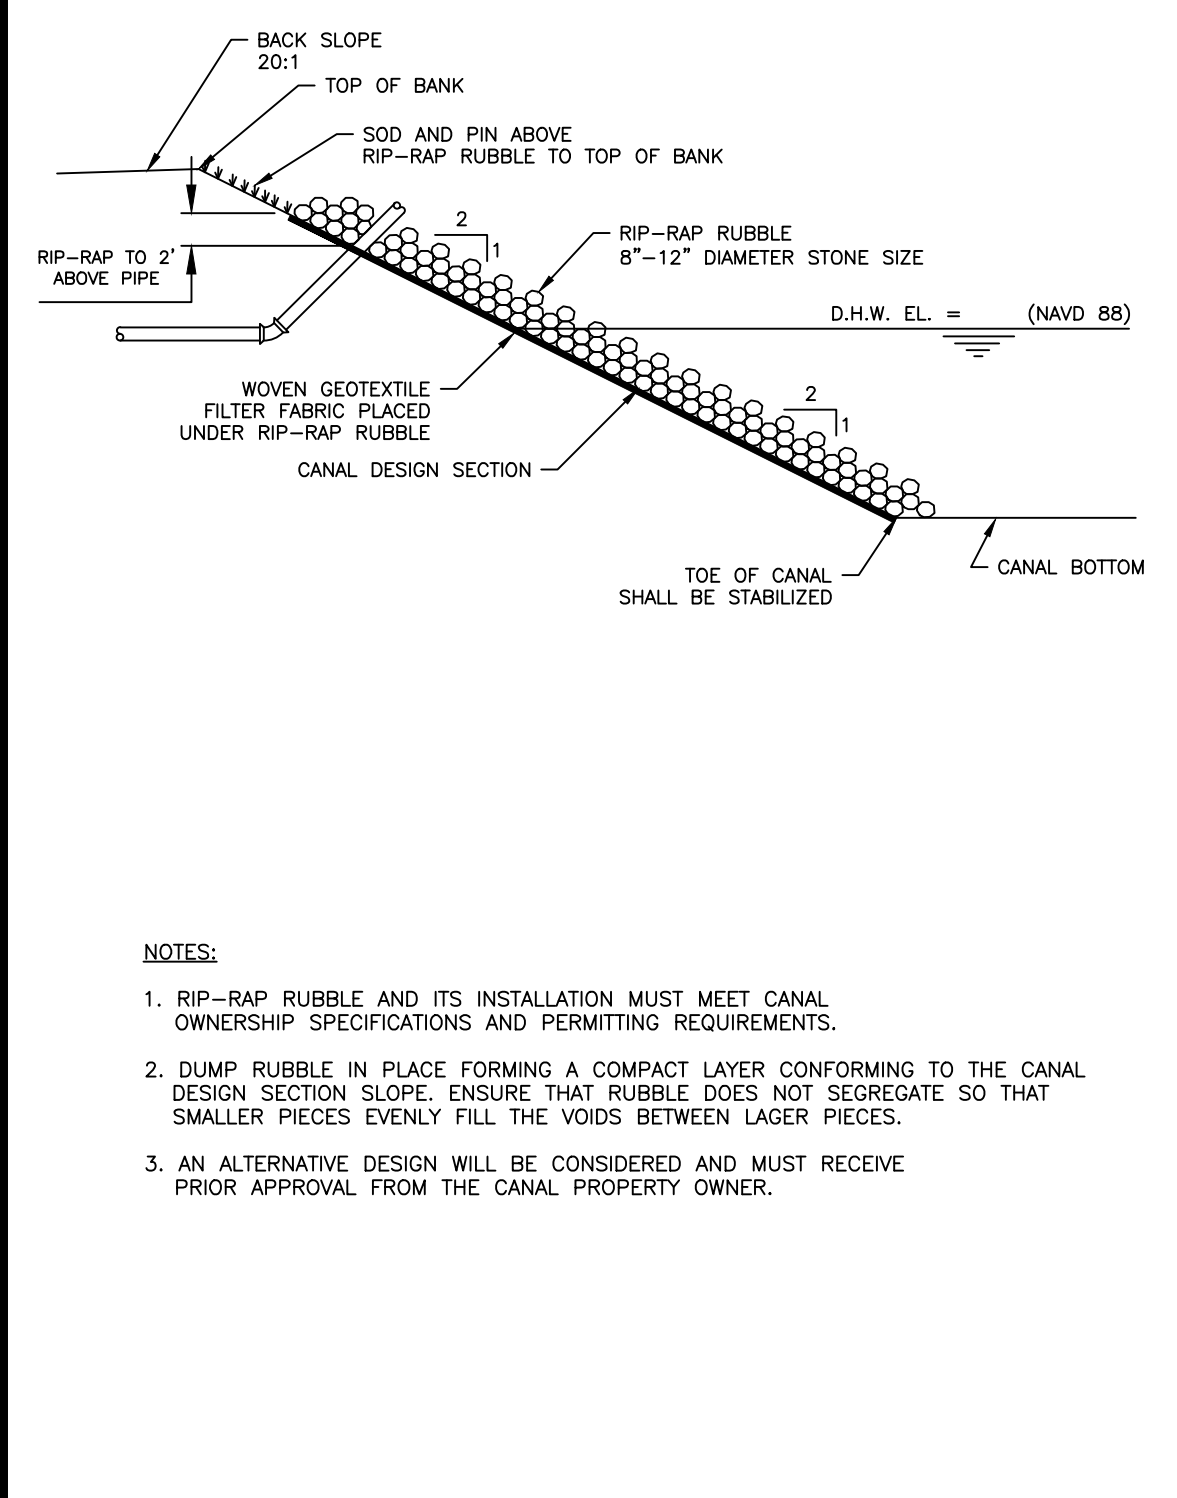 BACK SLOPE
20:1
TOP OF BANK
SOD AND PIN ABOVE
RIP-RAP RUBBLE TO TOP OF BANK
2
1
RIP-RAP RUBBLE
8"-12" DIAMETER STONE SIZE
RIP-RAP TO 2'
ABOVE PIPE
D.H.W. EL. = (NAVD 88)
WOVEN GEOTEXTILE
FILTER FABRIC PLACED
UNDER RIP-RAP RUBBLE
2
1
CANAL DESIGN SECTION
TOE OF CANAL
SHALL BE STABILIZED
CANAL BOTTOM
NOTES:
1. RIP-RAP RUBBLE AND ITS INSTALLATION MUST MEET CANAL
OWNERSHIP SPECIFICATIONS AND PERMITTING REQUIREMENTS.
2. DUMP RUBBLE IN PLACE FORMING A COMPACT LAYER CONFORMING TO THE CANAL
DESIGN SECTION SLOPE. ENSURE THAT RUBBLE DOES NOT SEGREGATE SO THAT
SMALLER PIECES EVENLY FILL THE VOIDS BETWEEN LAGER PIECES.
3. AN ALTERNATIVE DESIGN WILL BE CONSIDERED AND MUST RECEIVE
PRIOR APPROVAL FROM THE CANAL PROPERTY OWNER.